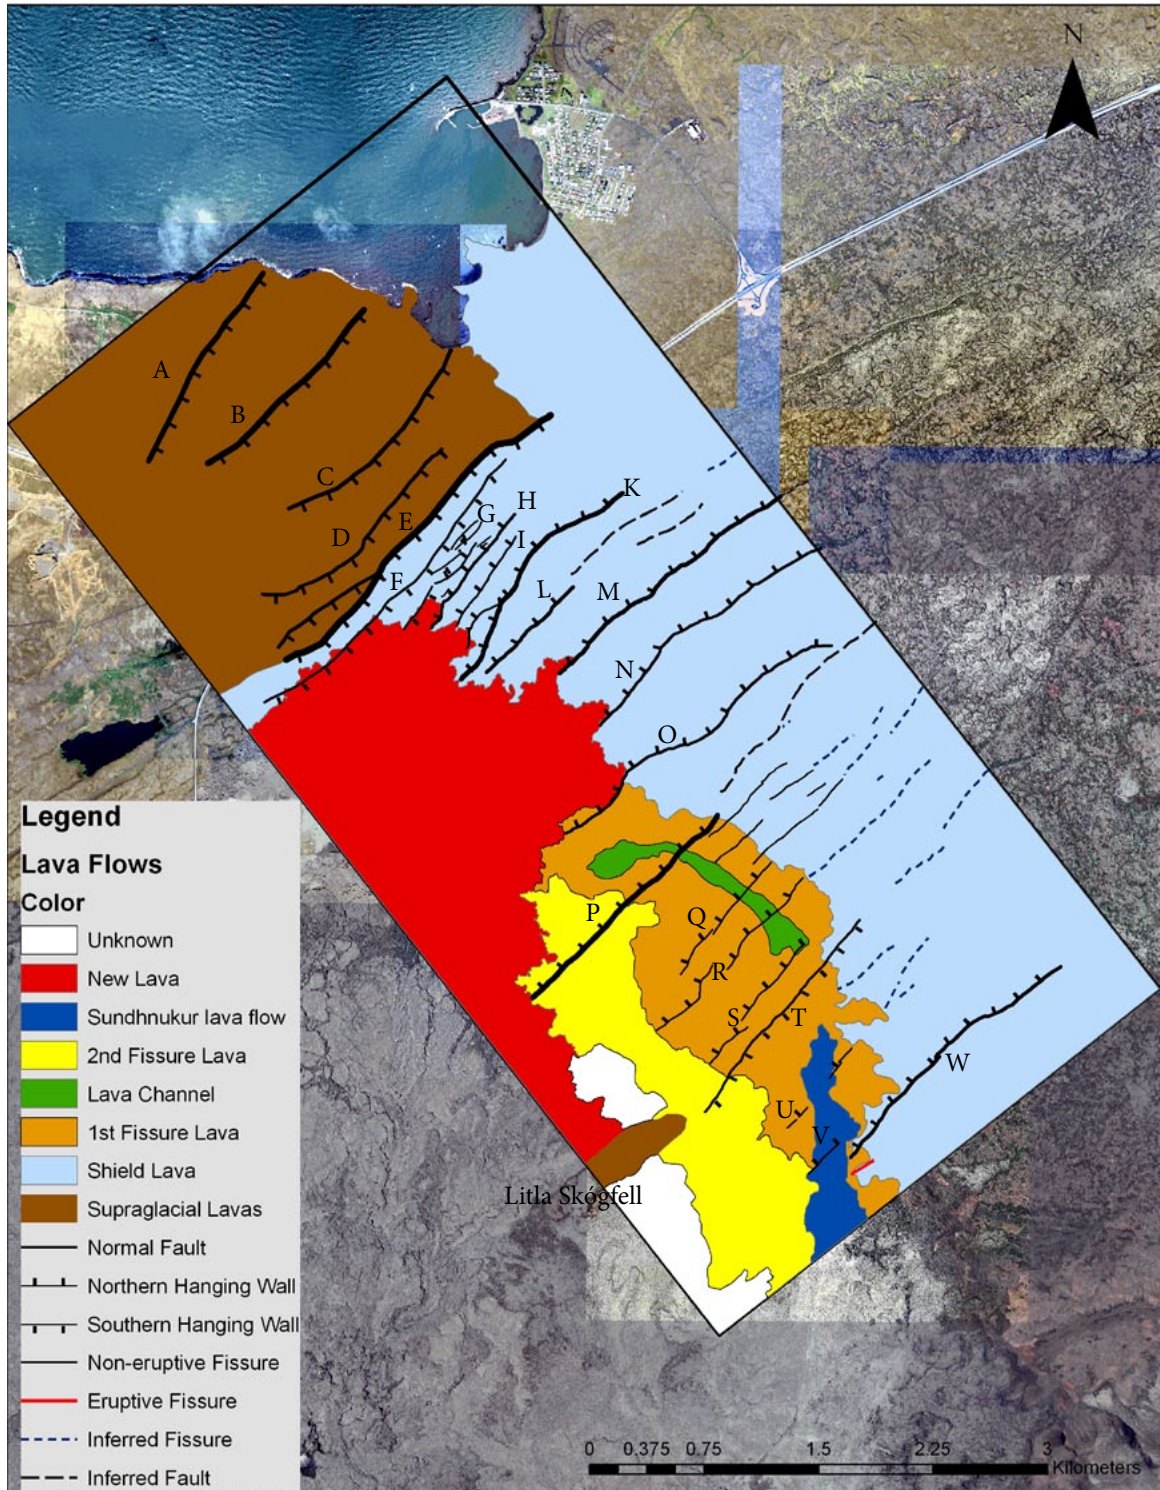 N
A
B
C
D
E
F
G
H
I
J
K
L
M
N
O
P
Q
R
S
T
U
V
W
Litla Skógfell
Legend
Lava Flows
Color
Unknown
New Lava
Sundhnukur lava flow
2nd Fissure Lava
Lava Channel
1st Fissure Lava
Shield Lava
Supraglacial Lavas
Normal Fault
Northern Hanging Wall
Southern Hanging Wall
Non-eruptive Fissure
Eruptive Fissure
Inferred Fissure
Inferred Fault
0 0.375 0.75 1.5 2.25 3
Kilometers